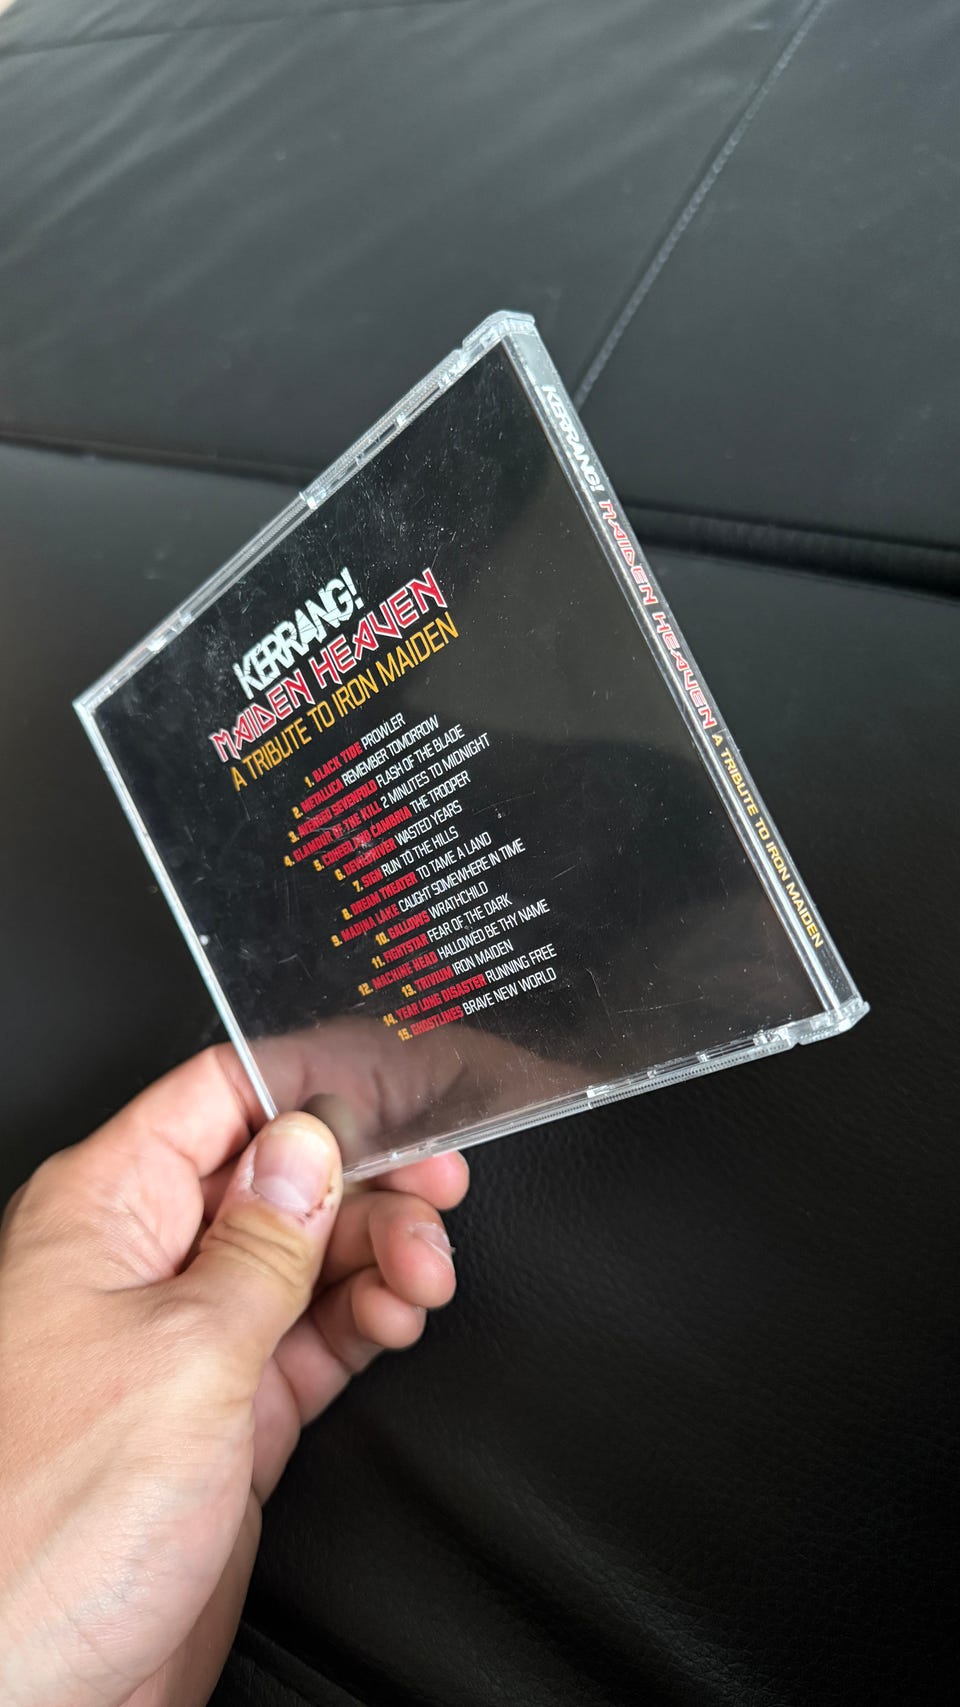 KERRANG!
MAIDEN HEAVEN
A TRIBUTE TO IRON MAIDEN
1. BLACK TIDE PROWLER
2. METALLICA REMEMBER TOMORROW
3. AVENGED SEVENFOLD FLASH OF THE BLADE
4. GLAMOUR OF THE KILL 2 MINUTES TO MIDNIGHT
5. COHEED AND CAMBRIA THE TROOPER
6. DEVILDRIVER WASTED YEARS
7. SIGN RUN TO THE HILLS
8. DREAM THEATER TO TAME A LAND
9. MADINA LAKE CAUGHT SOMEWHERE IN TIME
10. GALLOWS WRATHCHILD
11. FIGHTSTAR FEAR OF THE DARK
12. MACHINE HEAD HALLOWED BE THY NAME
13. TRIVIUM IRON MAIDEN
14. YEAR LONG DISASTER RUNNING FREE
15. GHOSTLINES BRAVE NEW WORLD
KERRANG! MAIDEN HEAVEN A TRIBUTE TO IRON MAIDEN